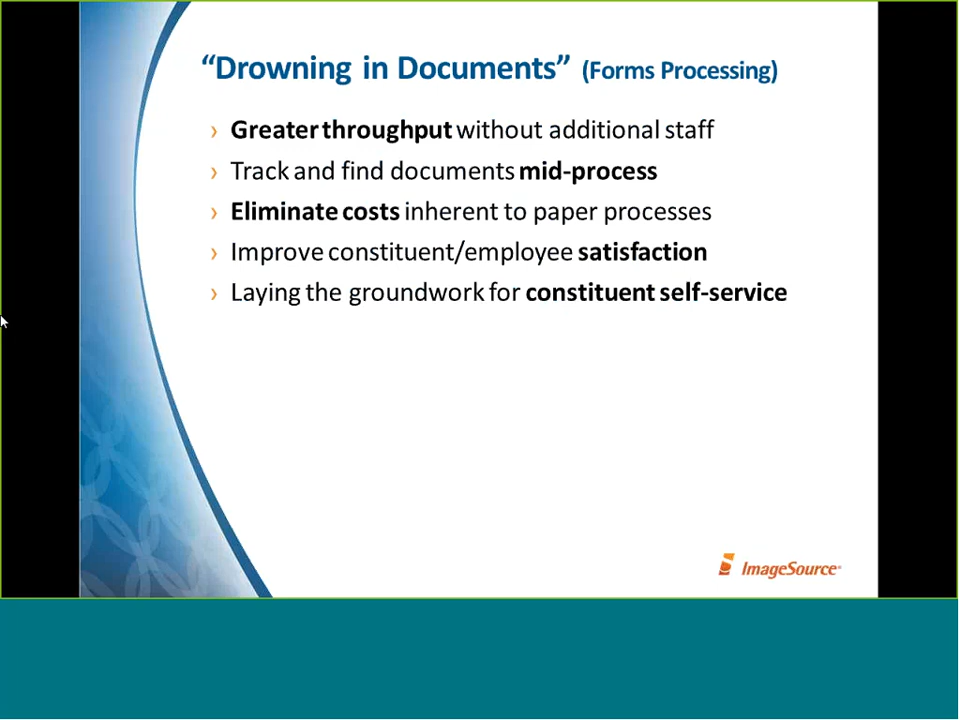 “Drowning in Documents” (Forms Processing)
› Greater throughput without additional staff
› Track and find documents mid-process
› Eliminate costs inherent to paper processes
› Improve constituent/employee satisfaction
› Laying the groundwork for constituent self-service
ImageSource®